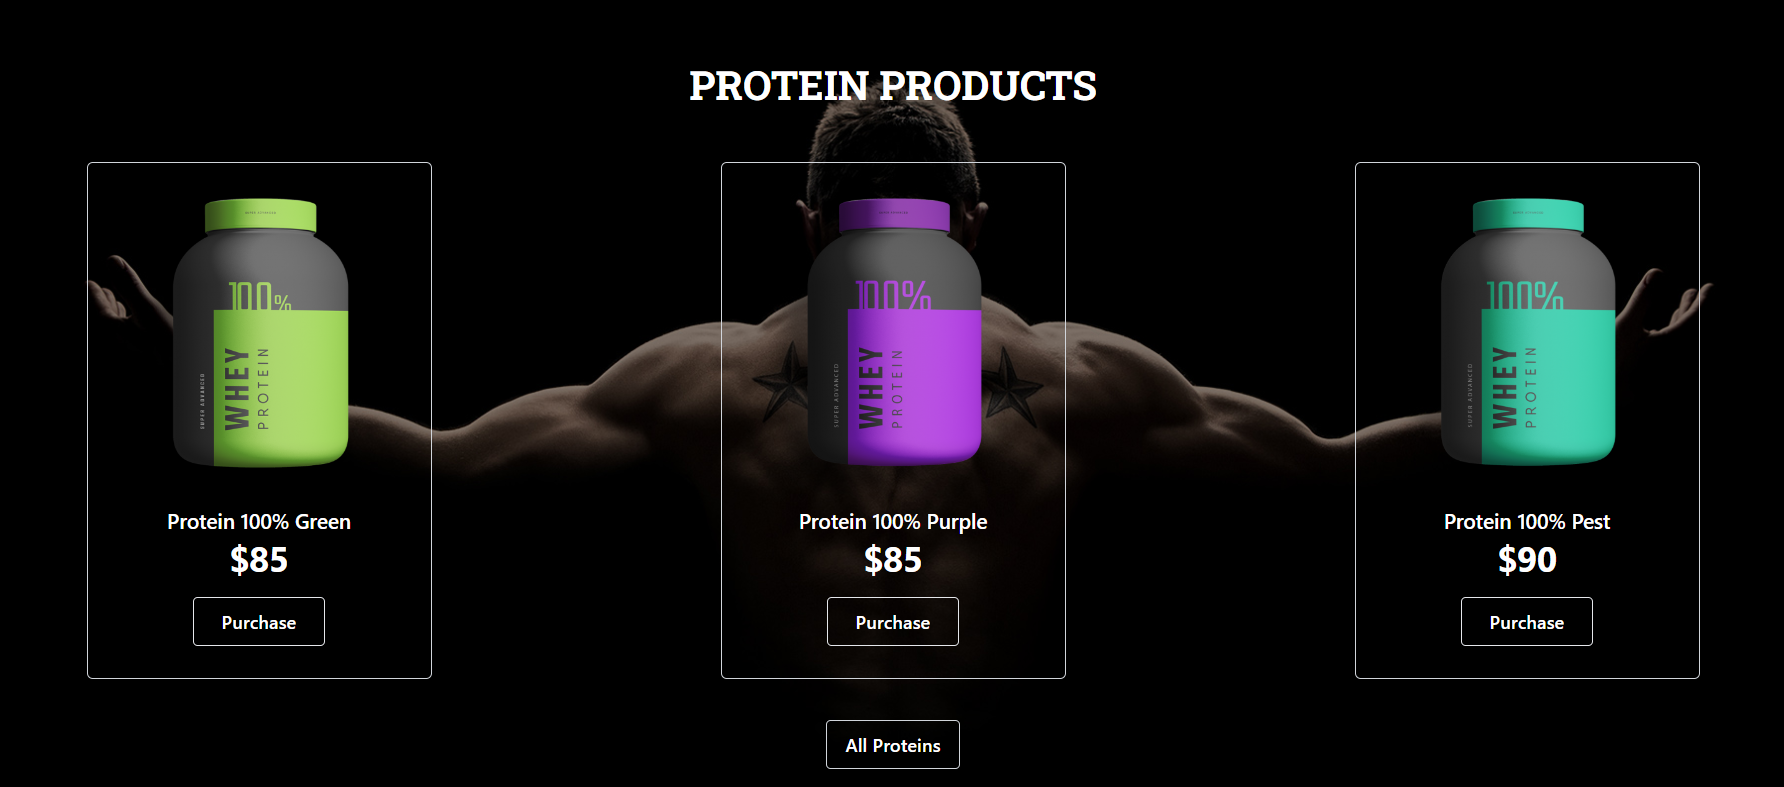 PROTEIN PRODUCTS
100%
WHEY
PROTEIN
SUPER ADVANCED
Protein 100% Green
$85
Purchase
100%
WHEY
PROTEIN
SUPER ADVANCED
Protein 100% Purple
$85
Purchase
100%
WHEY
PROTEIN
SUPER ADVANCED
Protein 100% Pest
$90
Purchase
All Proteins